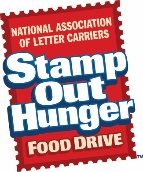 NATIONAL ASSOCIATION
OF LETTER CARRIERS
Stamp
Out
Hunger
FOOD DRIVE
TM